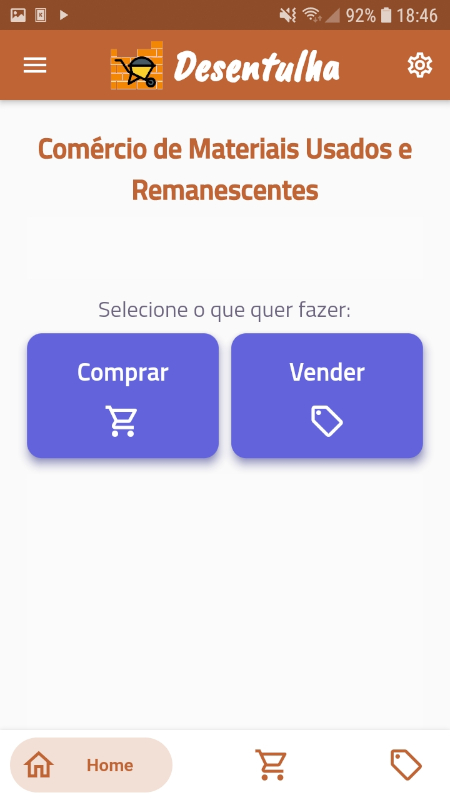 92% 18:46
Desentulha
Comércio de Materiais Usados e
Remanescentes
Selecione o que quer fazer:
Comprar Vender
Home